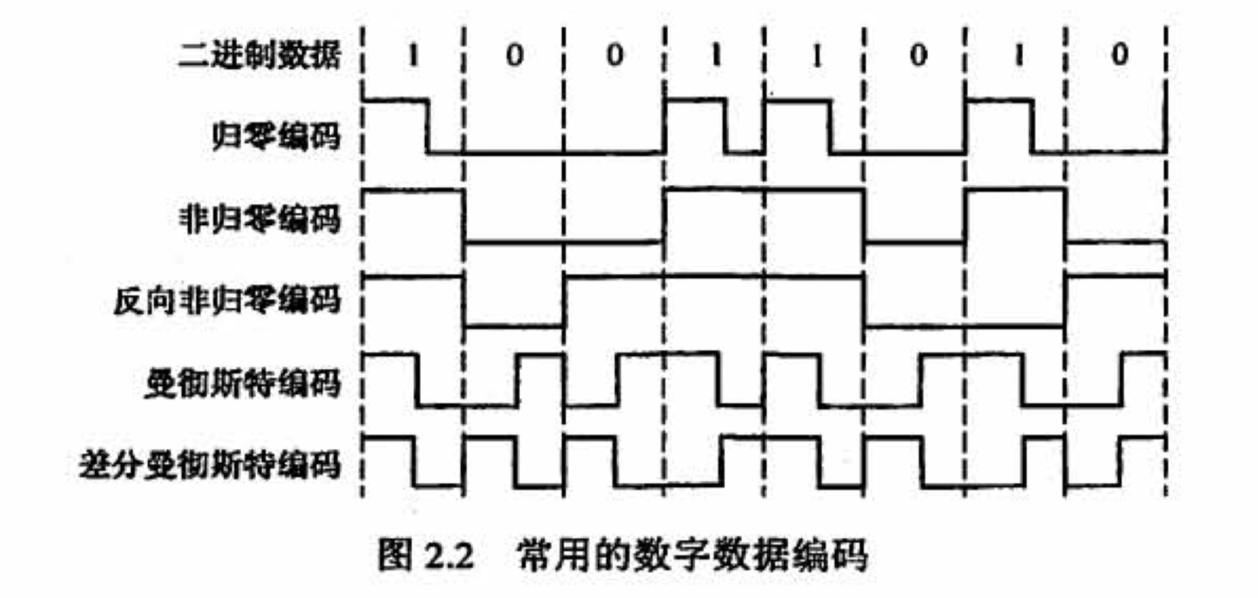 二进制数据 1 0 0 1 1 0 1 0
归零编码
非归零编码
反向非归零编码
曼彻斯特编码
差分曼彻斯特编码
图 2.2 常用的数字数据编码